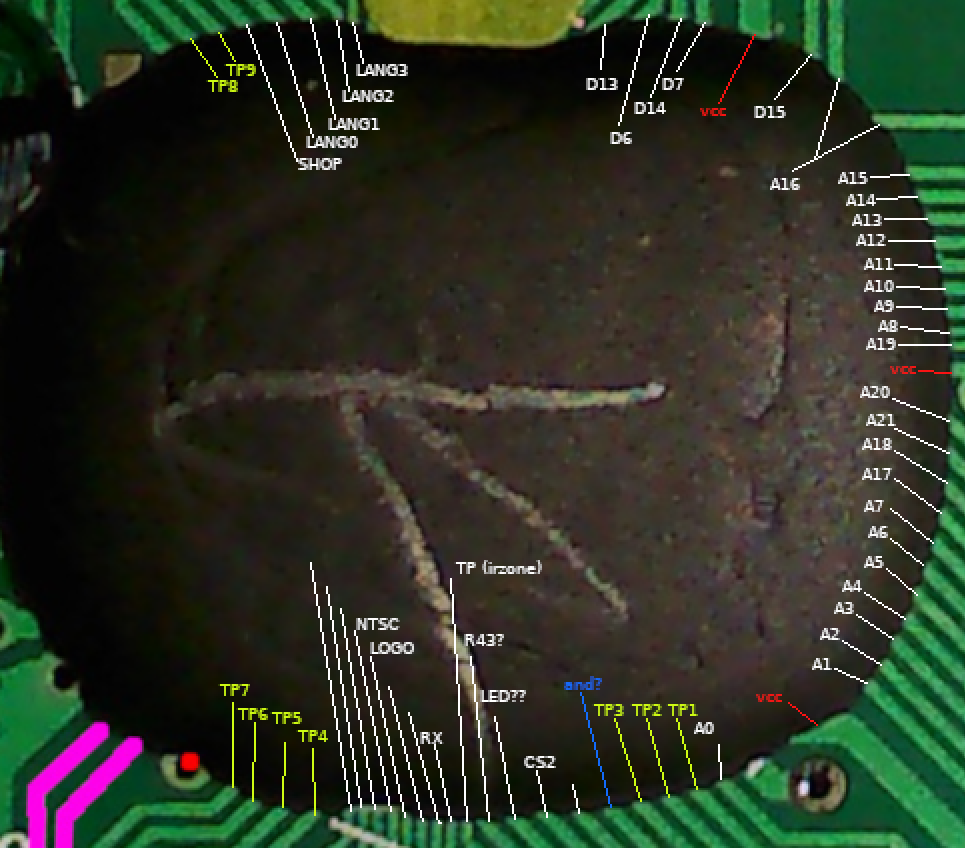 LANG3
TP9
TP8
LANG2
LANG1
LANG0
SHOP
D13
D7
D14
vcc
D15
D6
A16
A15
A14
A13
A12
A11
A10
A9
A8
A19
vcc
A20
A21
A18
A17
A7
A6
A5
A4
A3
A2
A1
TP (irzone)
NTSC
R43?
LOGO
and?
TP7
LED??
vcc
TP6
TP5
TP3
TP2
TP1
TP4
RX
A0
CS2